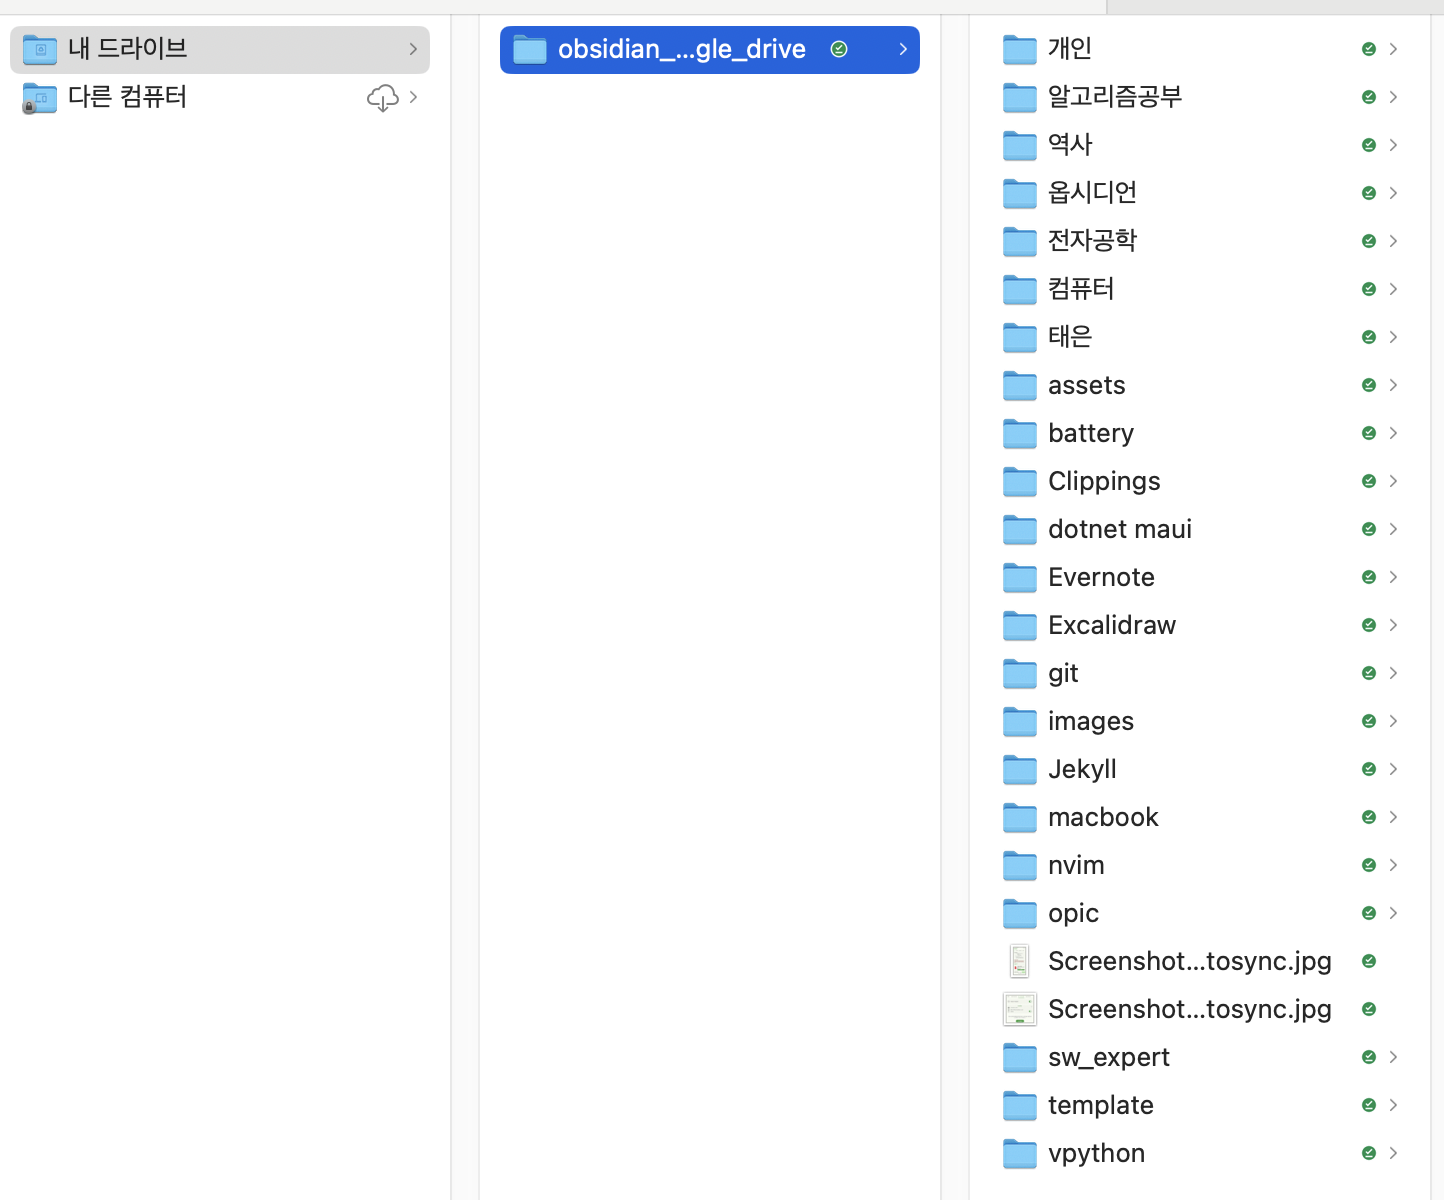 내 드라이브
다른 컴퓨터
obsidian_...gle_drive
개인
알고리즘공부
역사
옵시디언
전자공학
컴퓨터
태은
assets
battery
Clippings
dotnet maui
Evernote
Excalidraw
git
images
Jekyll
macbook
nvim
opic
Screenshot...tosync.jpg
Screenshot...tosync.jpg
sw_expert
template
vpython